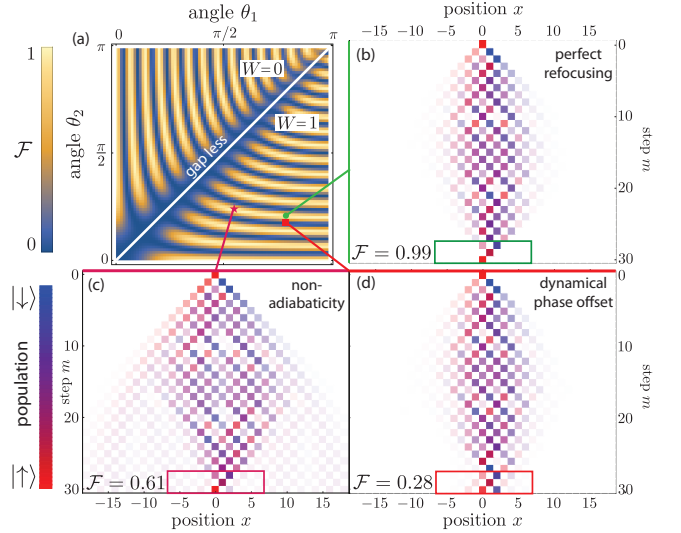 angle θ₁
0 π/2 π
(a)
1
ℱ
0
angle θ₂
π
π/2
0
W=0
W=1
gap less
position x
−15 −10 −5 0 5 10 15
(b)
perfect
refocusing
0
10
20
30
step m
ℱ = 0.99
|↓⟩
population
|↑⟩
(c)
non-
adiabaticity
0
10
20
30
step m
ℱ = 0.61
−15 −10 −5 0 5 10 15
position x
(d)
dynamical
phase offset
0
10
20
30
step m
ℱ = 0.28
−15 −10 −5 0 5 10 15
position x